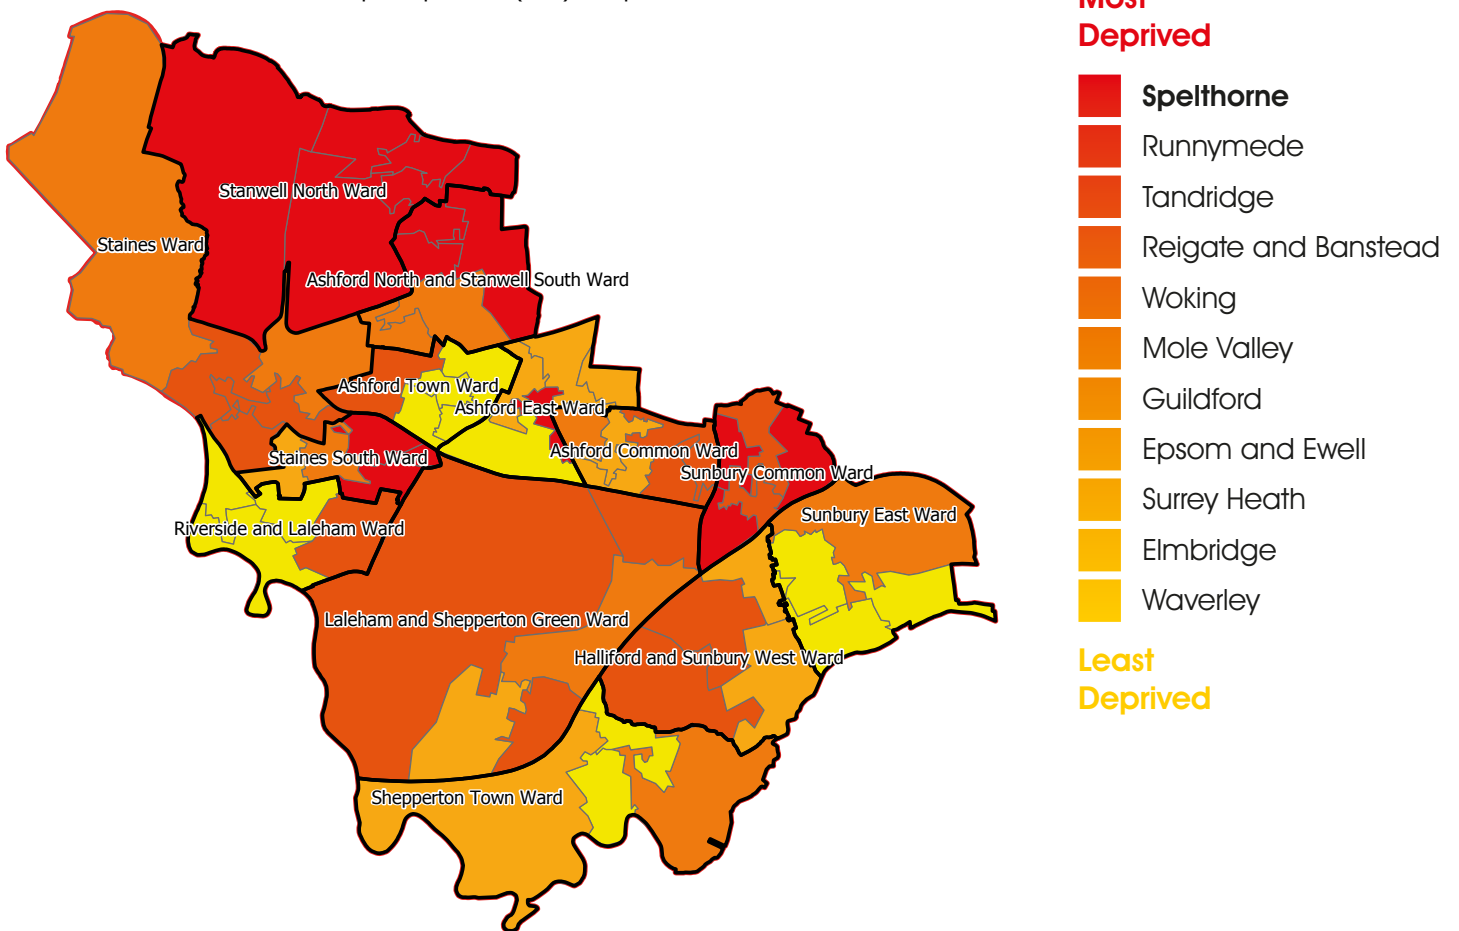 Most
Deprived
Spelthorne
Runnymede
Tandridge
Reigate and Banstead
Woking
Mole Valley
Guildford
Epsom and Ewell
Surrey Heath
Elmbridge
Waverley
Least
Deprived
Stanwell North Ward
Staines Ward
Ashford North and Stanwell South Ward
Ashford Town Ward
Ashford East Ward
Ashford Common Ward
Staines South Ward
Sunbury Common Ward
Sunbury East Ward
Riverside and Laleham Ward
Laleham and Shepperton Green Ward
Halliford and Sunbury West Ward
Shepperton Town Ward